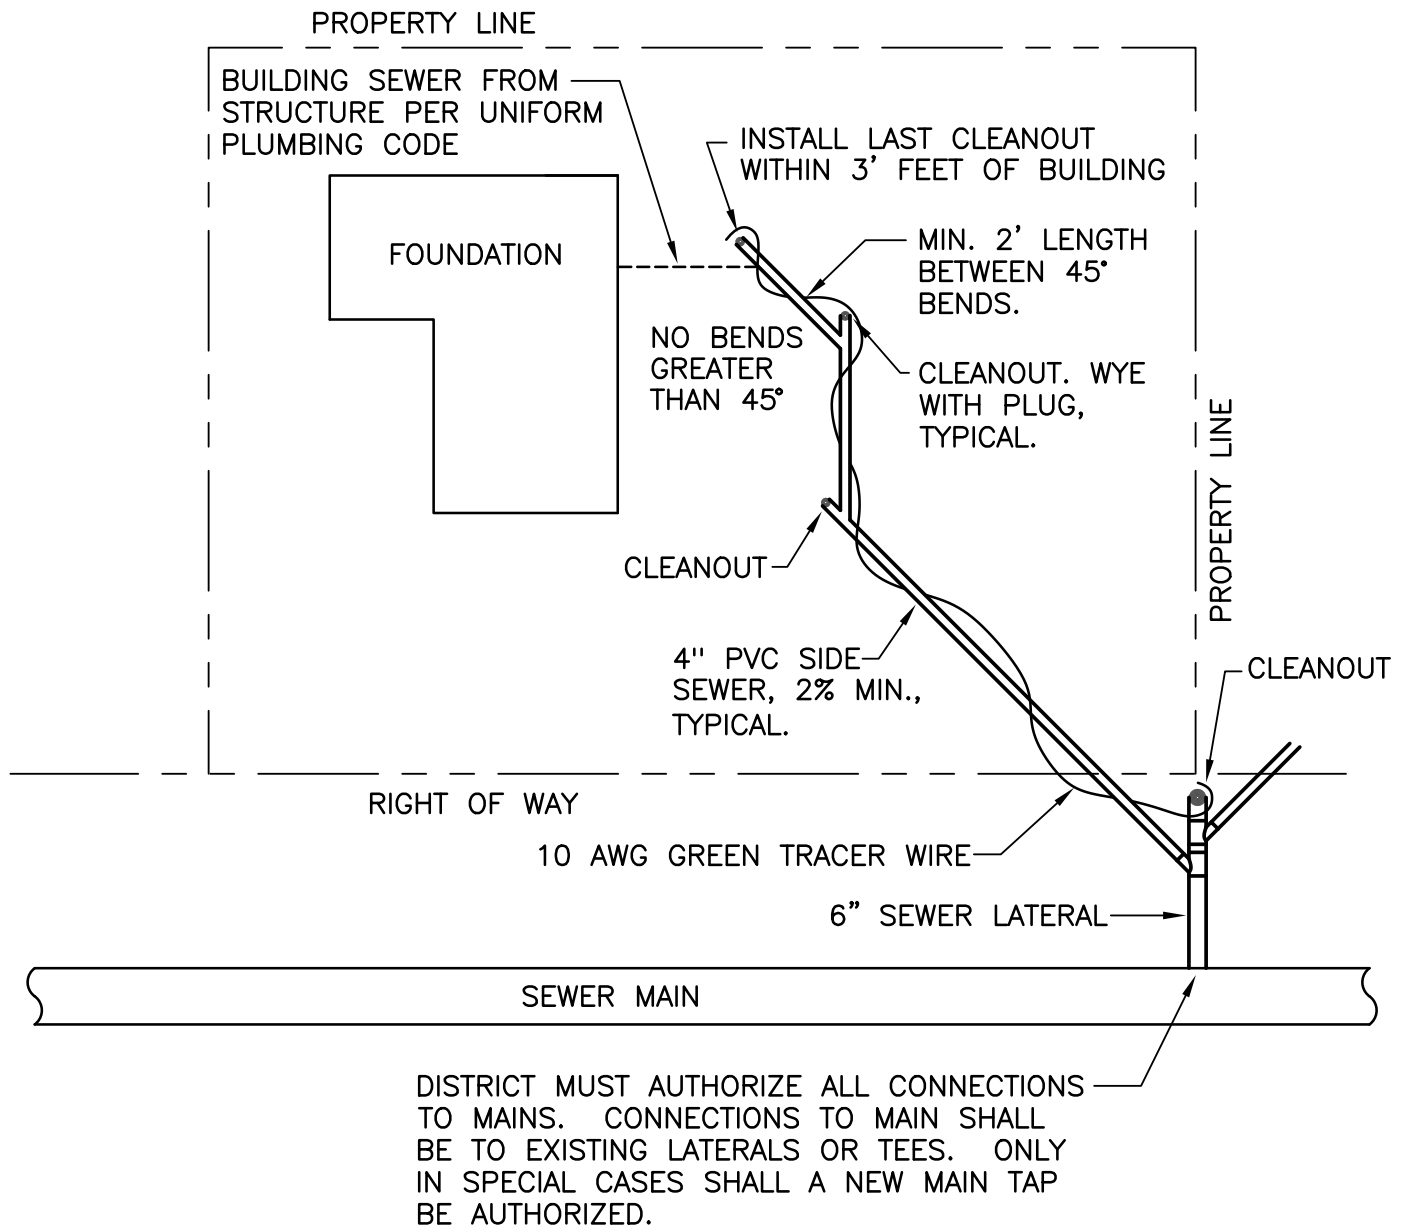 PROPERTY LINE
BUILDING SEWER FROM
STRUCTURE PER UNIFORM
PLUMBING CODE
INSTALL LAST CLEANOUT
WITHIN 3' FEET OF BUILDING
FOUNDATION
MIN. 2' LENGTH
BETWEEN 45°
BENDS.
NO BENDS
GREATER
THAN 45°
CLEANOUT. WYE
WITH PLUG,
TYPICAL.
PROPERTY LINE
CLEANOUT
4" PVC SIDE
SEWER, 2% MIN.,
TYPICAL.
CLEANOUT
RIGHT OF WAY
10 AWG GREEN TRACER WIRE
6" SEWER LATERAL
SEWER MAIN
DISTRICT MUST AUTHORIZE ALL CONNECTIONS
TO MAINS. CONNECTIONS TO MAIN SHALL
BE TO EXISTING LATERALS OR TEES. ONLY
IN SPECIAL CASES SHALL A NEW MAIN TAP
BE AUTHORIZED.